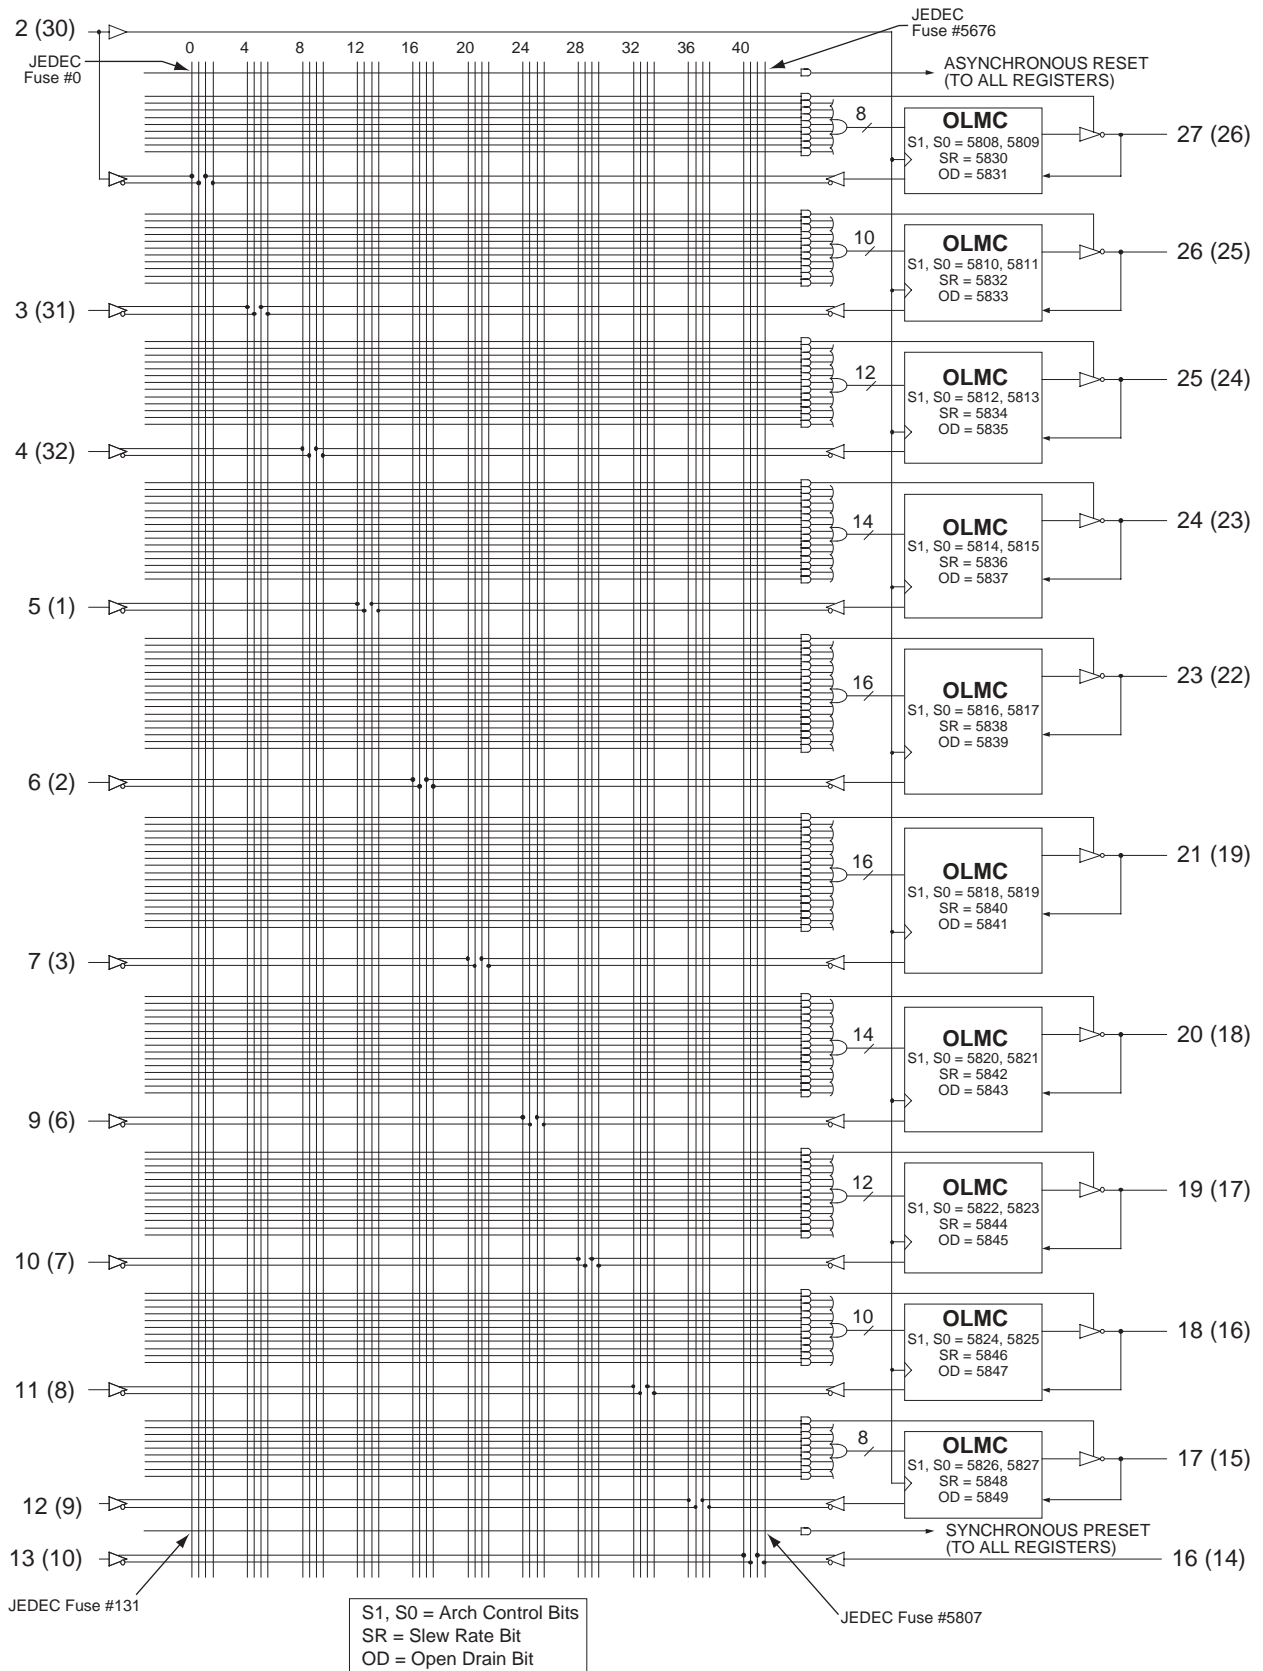 2 (30)
JEDEC
Fuse #5676
0 4 8 12 16 20 24 28 32 36 40
JEDEC
Fuse #0
ASYNCHRONOUS RESET
(TO ALL REGISTERS)
8
OLMC
S1, S0 = 5808, 5809
SR = 5830
OD = 5831
27 (26)
10
OLMC
S1, S0 = 5810, 5811
SR = 5832
OD = 5833
26 (25)
3 (31)
12
OLMC
S1, S0 = 5812, 5813
SR = 5834
OD = 5835
25 (24)
4 (32)
14
OLMC
S1, S0 = 5814, 5815
SR = 5836
OD = 5837
24 (23)
5 (1)
16
OLMC
S1, S0 = 5816, 5817
SR = 5838
OD = 5839
23 (22)
6 (2)
16
OLMC
S1, S0 = 5818, 5819
SR = 5840
OD = 5841
21 (19)
7 (3)
14
OLMC
S1, S0 = 5820, 5821
SR = 5842
OD = 5843
20 (18)
9 (6)
12
OLMC
S1, S0 = 5822, 5823
SR = 5844
OD = 5845
19 (17)
10 (7)
10
OLMC
S1, S0 = 5824, 5825
SR = 5846
OD = 5847
18 (16)
11 (8)
8
OLMC
S1, S0 = 5826, 5827
SR = 5848
OD = 5849
17 (15)
12 (9)
SYNCHRONOUS PRESET
(TO ALL REGISTERS)
13 (10)
16 (14)
JEDEC Fuse #131
JEDEC Fuse #5807
S1, S0 = Arch Control Bits
SR = Slew Rate Bit
OD = Open Drain Bit